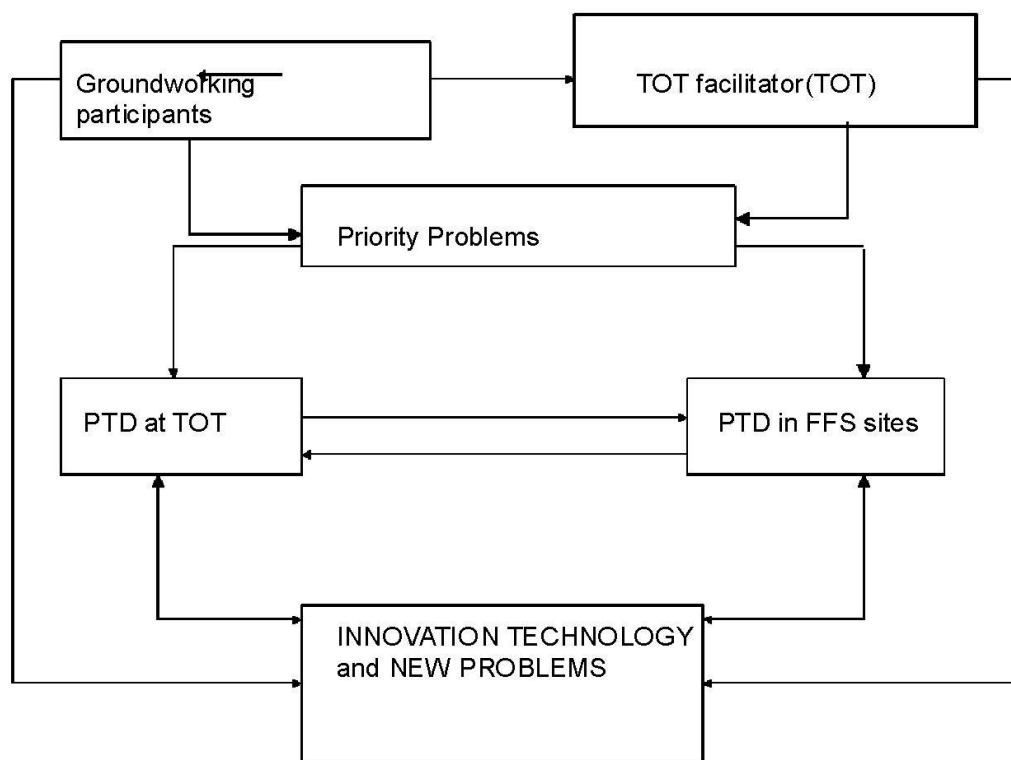 Groundworking
participants
TOT facilitator(TOT)
Priority Problems
PTD at TOT
PTD in FFS sites
INNOVATION TECHNOLOGY
and NEW PROBLEMS